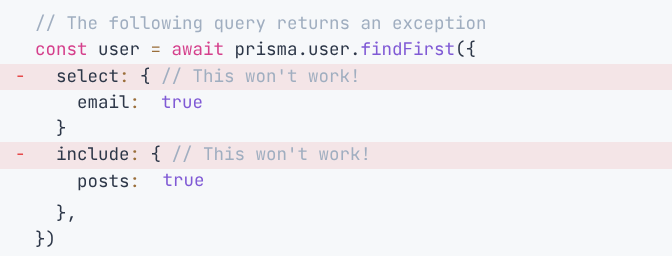 // The following query returns an exception
const user = await prisma.user.findFirst({
-  select: { // This won't work!
    email:  true
  }
-  include: { // This won't work!
    posts:  true
  },
})